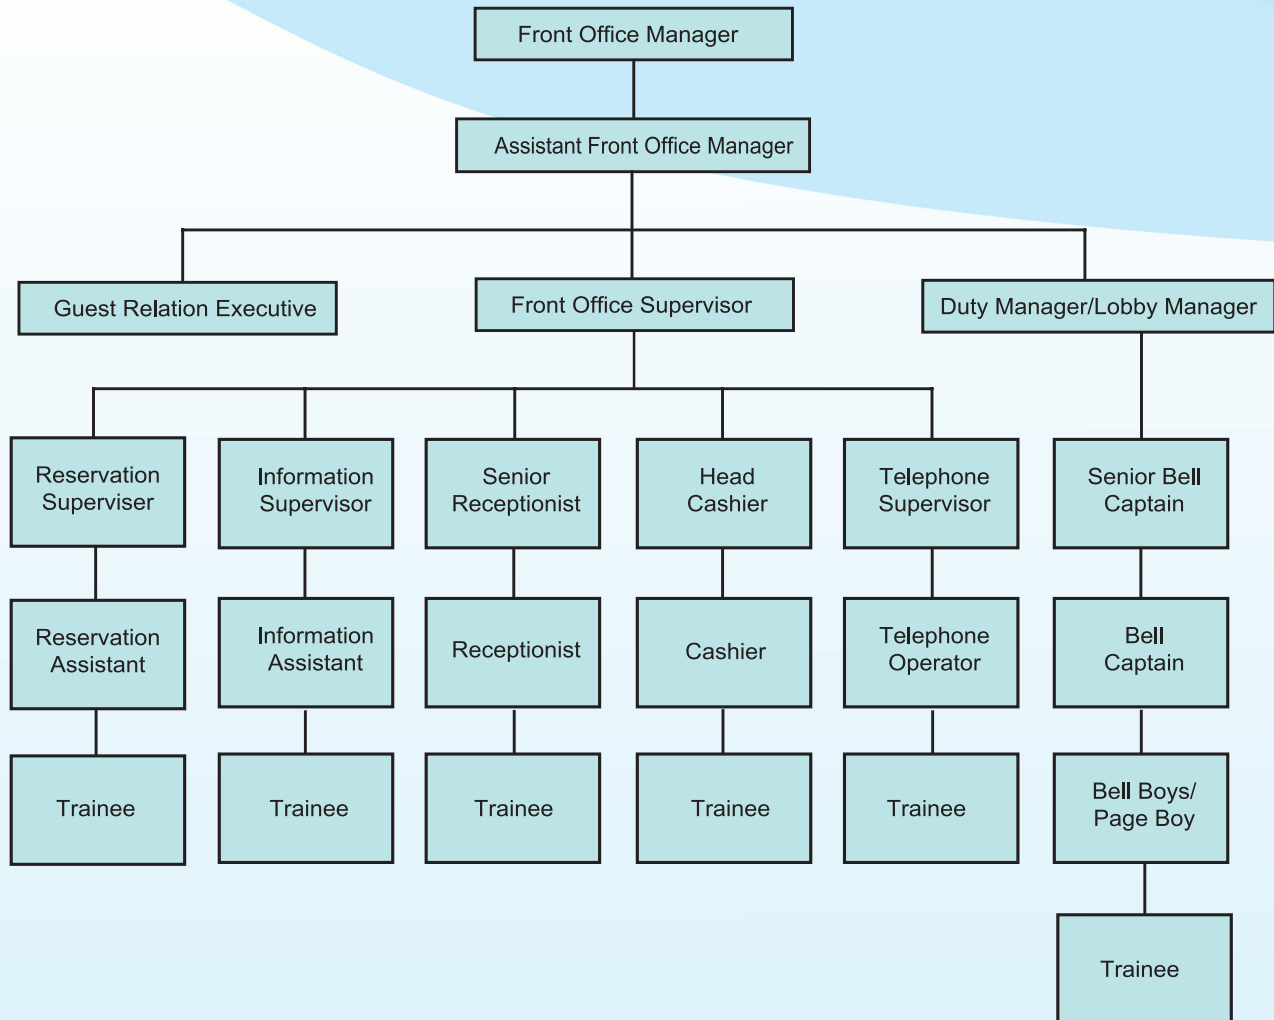 Front Office Manager
Assistant Front Office Manager
Guest Relation Executive
Front Office Supervisor
Duty Manager/Lobby Manager
Reservation
Superviser
Information
Supervisor
Senior
Receptionist
Head
Cashier
Telephone
Supervisor
Senior Bell
Captain
Reservation
Assistant
Information
Assistant
Receptionist
Cashier
Telephone
Operator
Bell
Captain
Trainee
Trainee
Trainee
Trainee
Trainee
Bell Boys/
Page Boy
Trainee